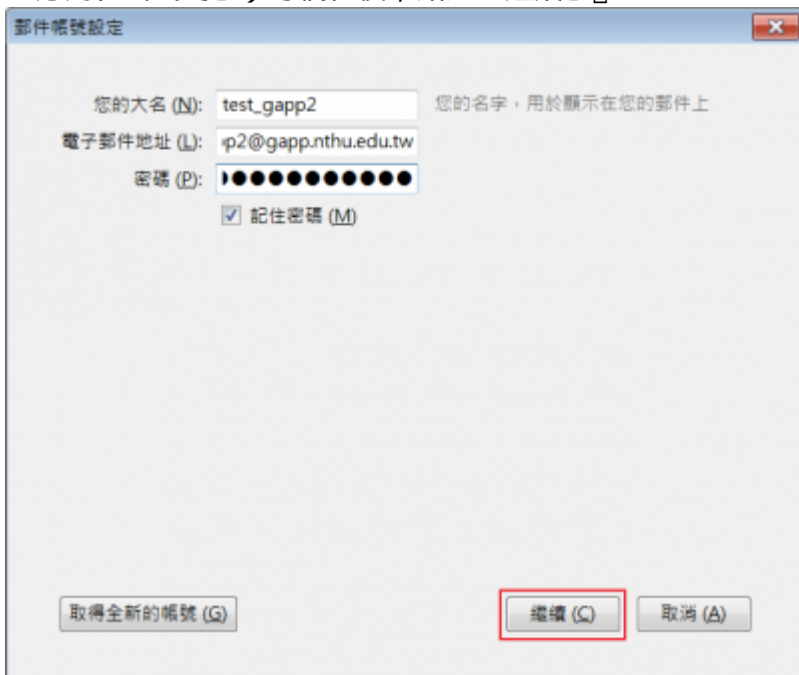 郵件帳號設定
您的大名 (N): test_gapp2 您的名字，用於顯示在您的郵件上
電子郵件地址 (L): p2@gapp.nthu.edu.tw
密碼 (P): ●●●●●●●●●●●
記住密碼 (M)
取得全新的帳號 (G) 繼續 (C) 取消 (A)